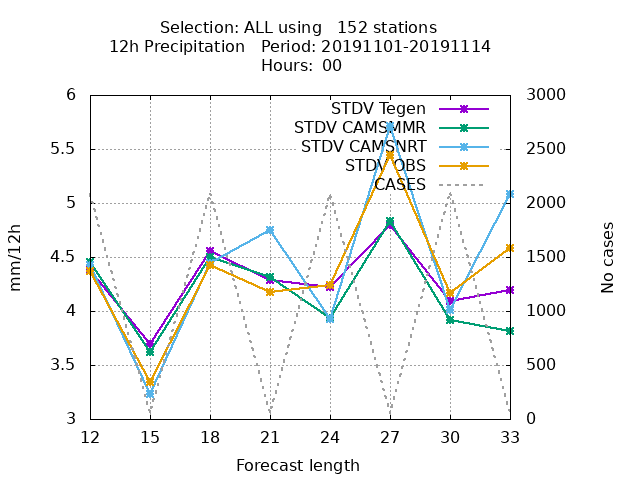 Selection: ALL using   152 stations
12h Precipitation   Period: 20191101-20191114
Hours: 00
STDV Tegen
STDV CAMSMMR
STDV CAMSNRT
STDV OBS
CASES
6
5.5
5
4.5
4
3.5
3
mm/12h
3000
2500
2000
1500
1000
500
0
No cases
12 15 18 21 24 27 30 33
Forecast length